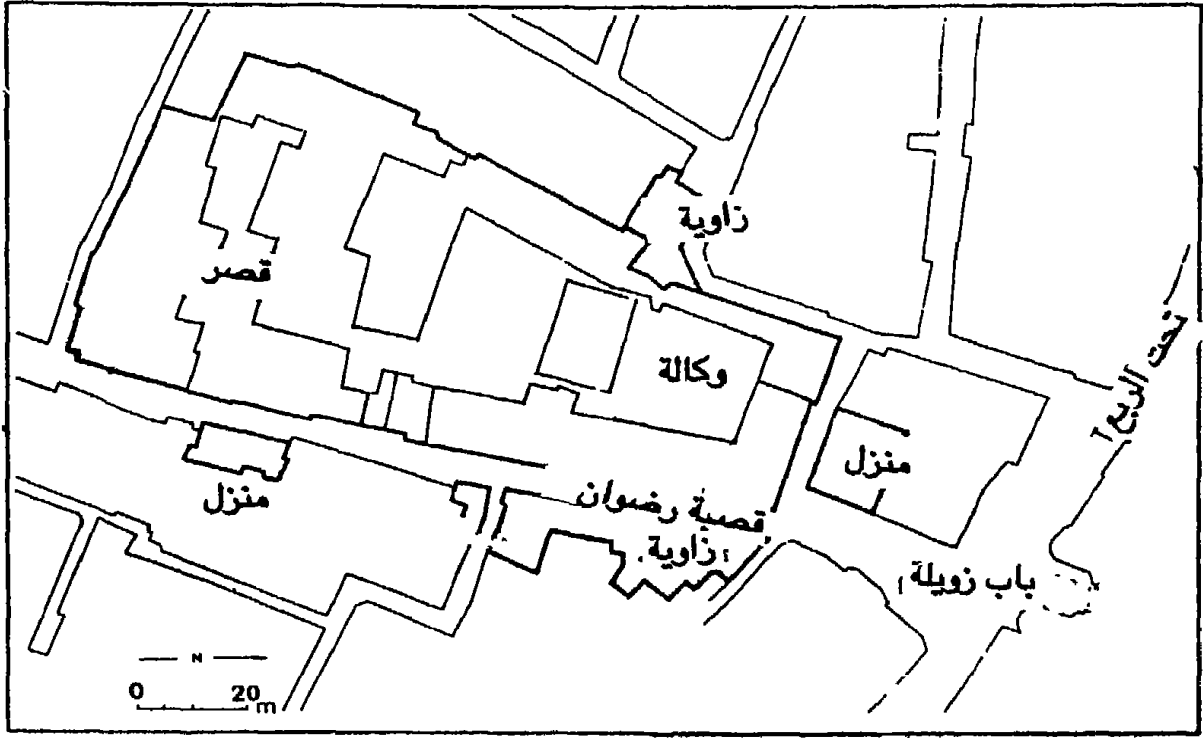 زاوية
قصر
تحت الربع
وكالة
منزل
منزل
قصبة رضوان
زاوية
باب زويلة
N
0 20 m